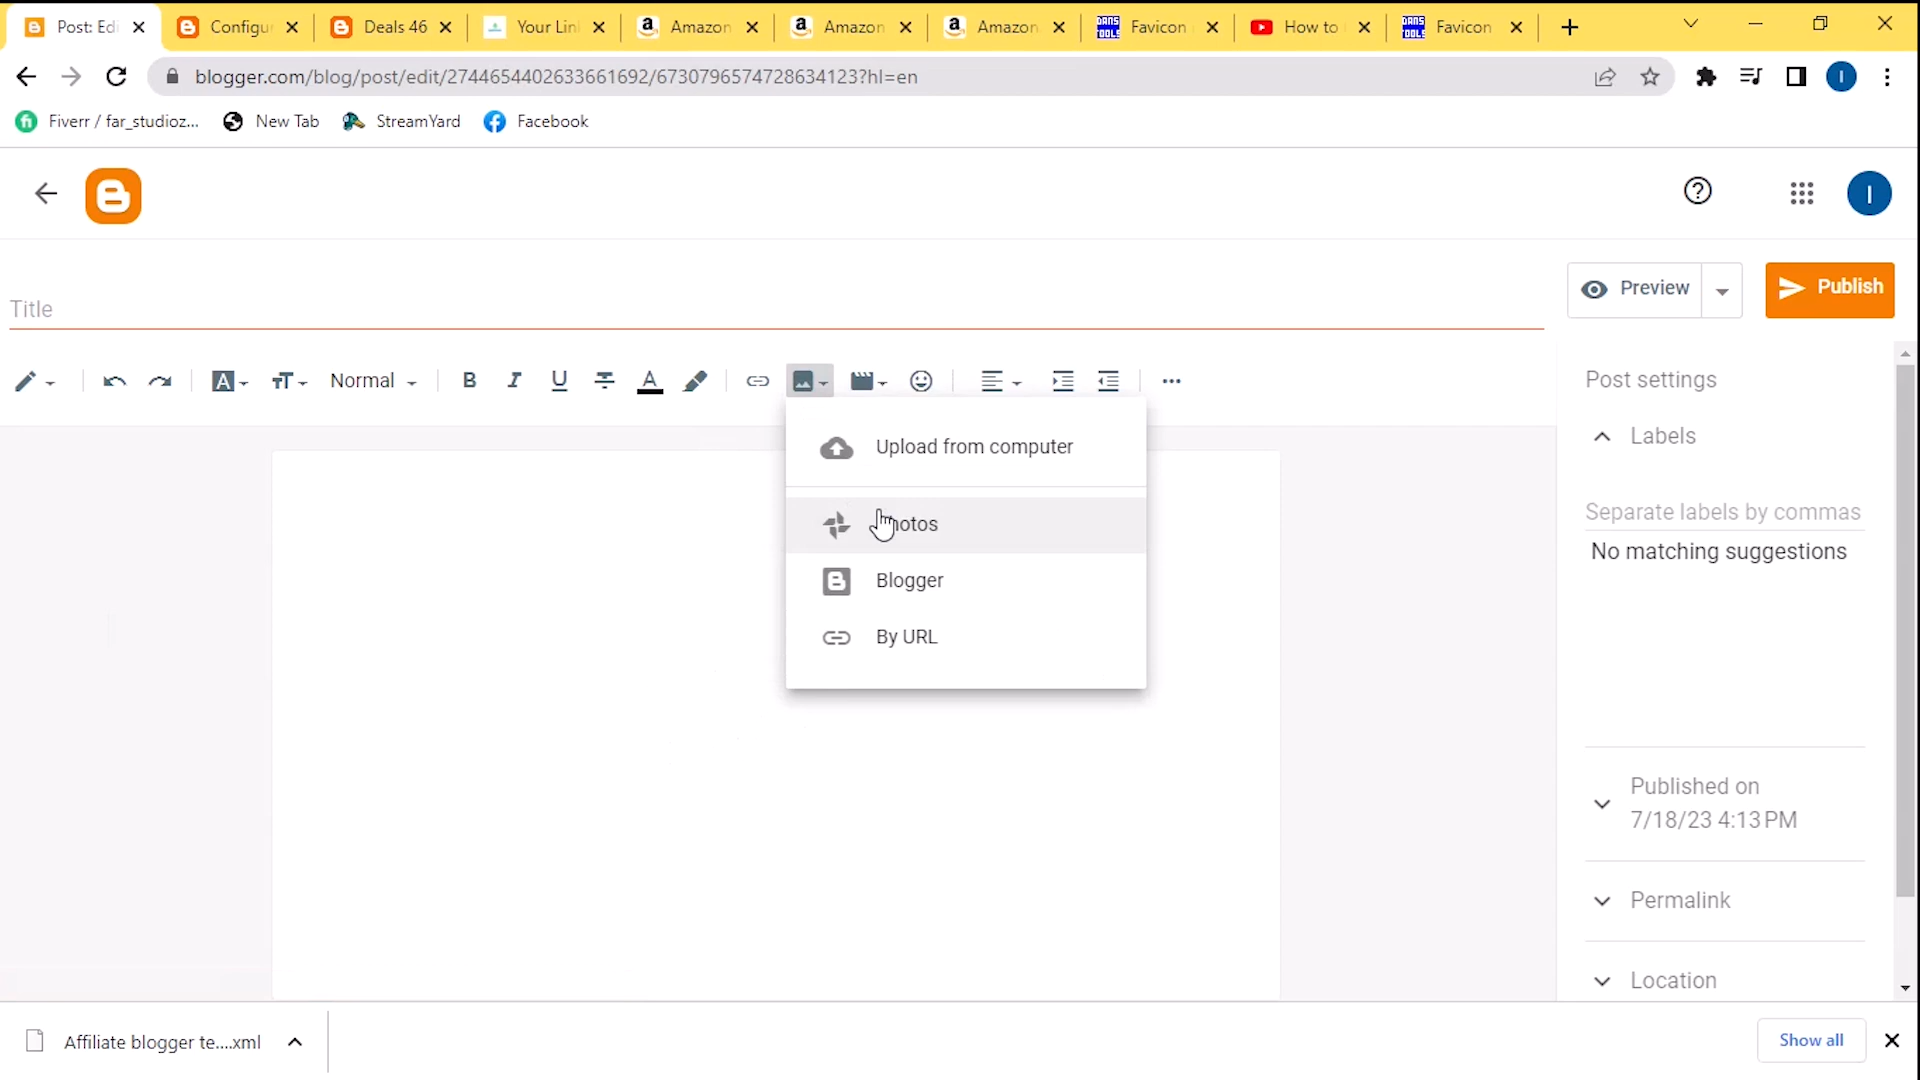 Post: Edi
Configu
Deals 46
Your Lin
Amazon
Amazon
Amazon
Favicon
How to
Favicon
blogger.com/blog/post/edit/2744654402633661692/6730796574728634123?hl=en
I
Fiverr / far_studioz...
New Tab
StreamYard
Facebook
I
Title
Preview
Publish
Normal
Post settings
Labels
Separate labels by commas
No matching suggestions
Upload from computer
hotos
Blogger
By URL
Published on
7/18/23 4:13 PM
Permalink
Location
Affiliate blogger te....xml
Show all